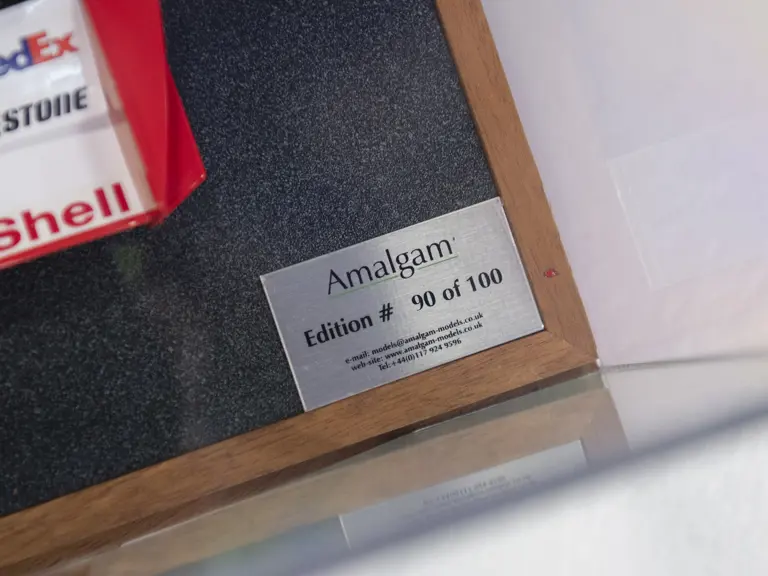 edEx
STONE
Shell
Amalgam
Edition # 90 of 100
e-mail: models@amalgam-models.co.uk
web-site: www.amalgam-models.co.uk
Tel:+44(0)117 924 9596